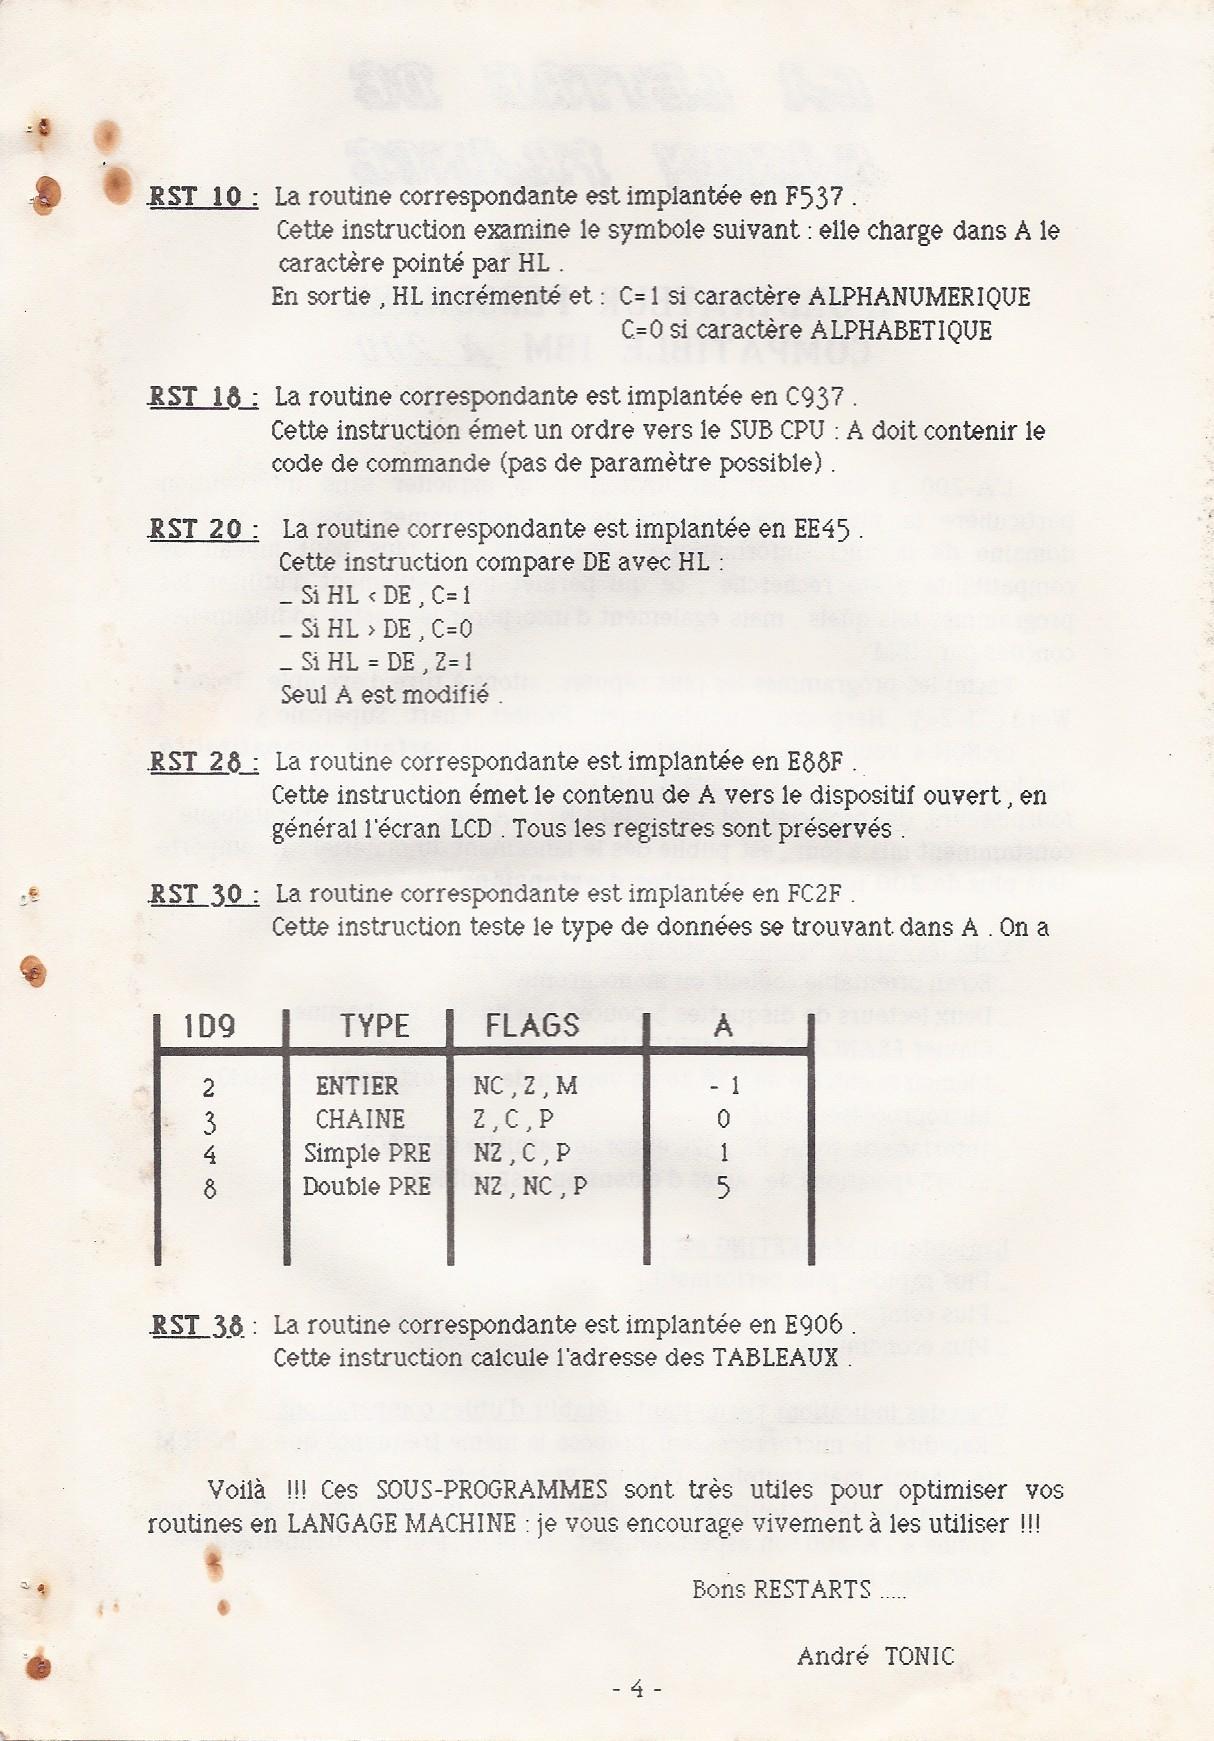 RST 10 : La routine correspondante est implantée en F537 .
Cette instruction examine le symbole suivant : elle charge dans A le
caractère pointé par HL .
En sortie , HL incrémenté et : C=1 si caractère ALPHANUMERIQUE
C=0 si caractère ALPHABETIQUE
RST 18 : La routine correspondante est implantée en C937 .
Cette instruction émet un ordre vers le SUB CPU : A doit contenir le
code de commande (pas de paramètre possible) .
RST 20 : La routine correspondante est implantée en EE45 .
Cette instruction compare DE avec HL :
_ Si HL < DE , C=1
_ Si HL > DE , C=0
_ Si HL = DE , Z=1
Seul A est modifié .
RST 28 : La routine correspondante est implantée en E88F .
Cette instruction émet le contenu de A vers le dispositif ouvert , en
général l'écran LCD . Tous les registres sont préservés .
RST 30 : La routine correspondante est implantée en FC2F .
Cette instruction teste le type de données se trouvant dans A . On a
1D9 TYPE FLAGS A
2 ENTIER NC , Z , M - 1
3 CHAINE Z , C , P 0
4 Simple PRE NZ , C , P 1
8 Double PRE NZ , NC , P 5
RST 38 : La routine correspondante est implantée en E906 .
Cette instruction calcule l'adresse des TABLEAUX .
Voilà !!! Ces SOUS-PROGRAMMES sont très utiles pour optimiser vos
routines en LANGAGE MACHINE : je vous encourage vivement à les utiliser !!!
Bons RESTARTS .....
André TONIC
- 4 -